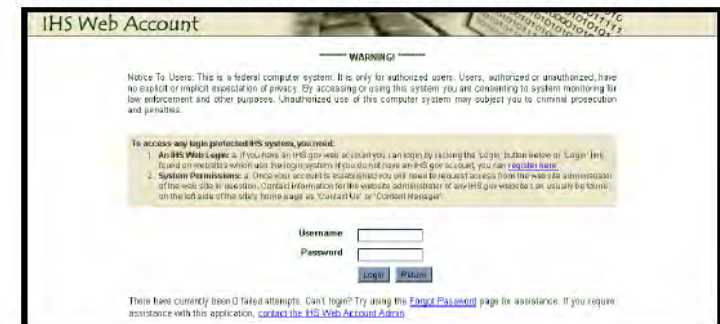 IHS Web Account
WARNING!
Notice To Users: This is a federal computer system. It is only for authorized users. Users, authorized or unauthorized, have
no explicit or implicit expectation of privacy. By accessing or using this system you are consenting to system monitoring for
law enforcement and other purposes. Unauthorized use of this computer system may subject you to criminal prosecution
and penalties.
To access any login protected IHS system, you need:
1. An IHS Web Login: a. If you have an IHS.gov web account you can login by clicking the 'Login' button below or 'Login' link
found on websites which use the login system. If you do not have an IHS.gov account, you can register here.
2. System Permissions: a. Once your account is established you will need to request access from the web site administrator
of the web site in question. Contact information for the website administrator of any IHS.gov website can usually be found
on the left side of the site's home page as "Contact Us" or "Content Manager".
Username
Password
Login Return
There have currently been 0 failed attempts. Can't login? Try using the Forgot Password page for assistance. If you require
assistance with this application, contact the IHS Web Account Admin.